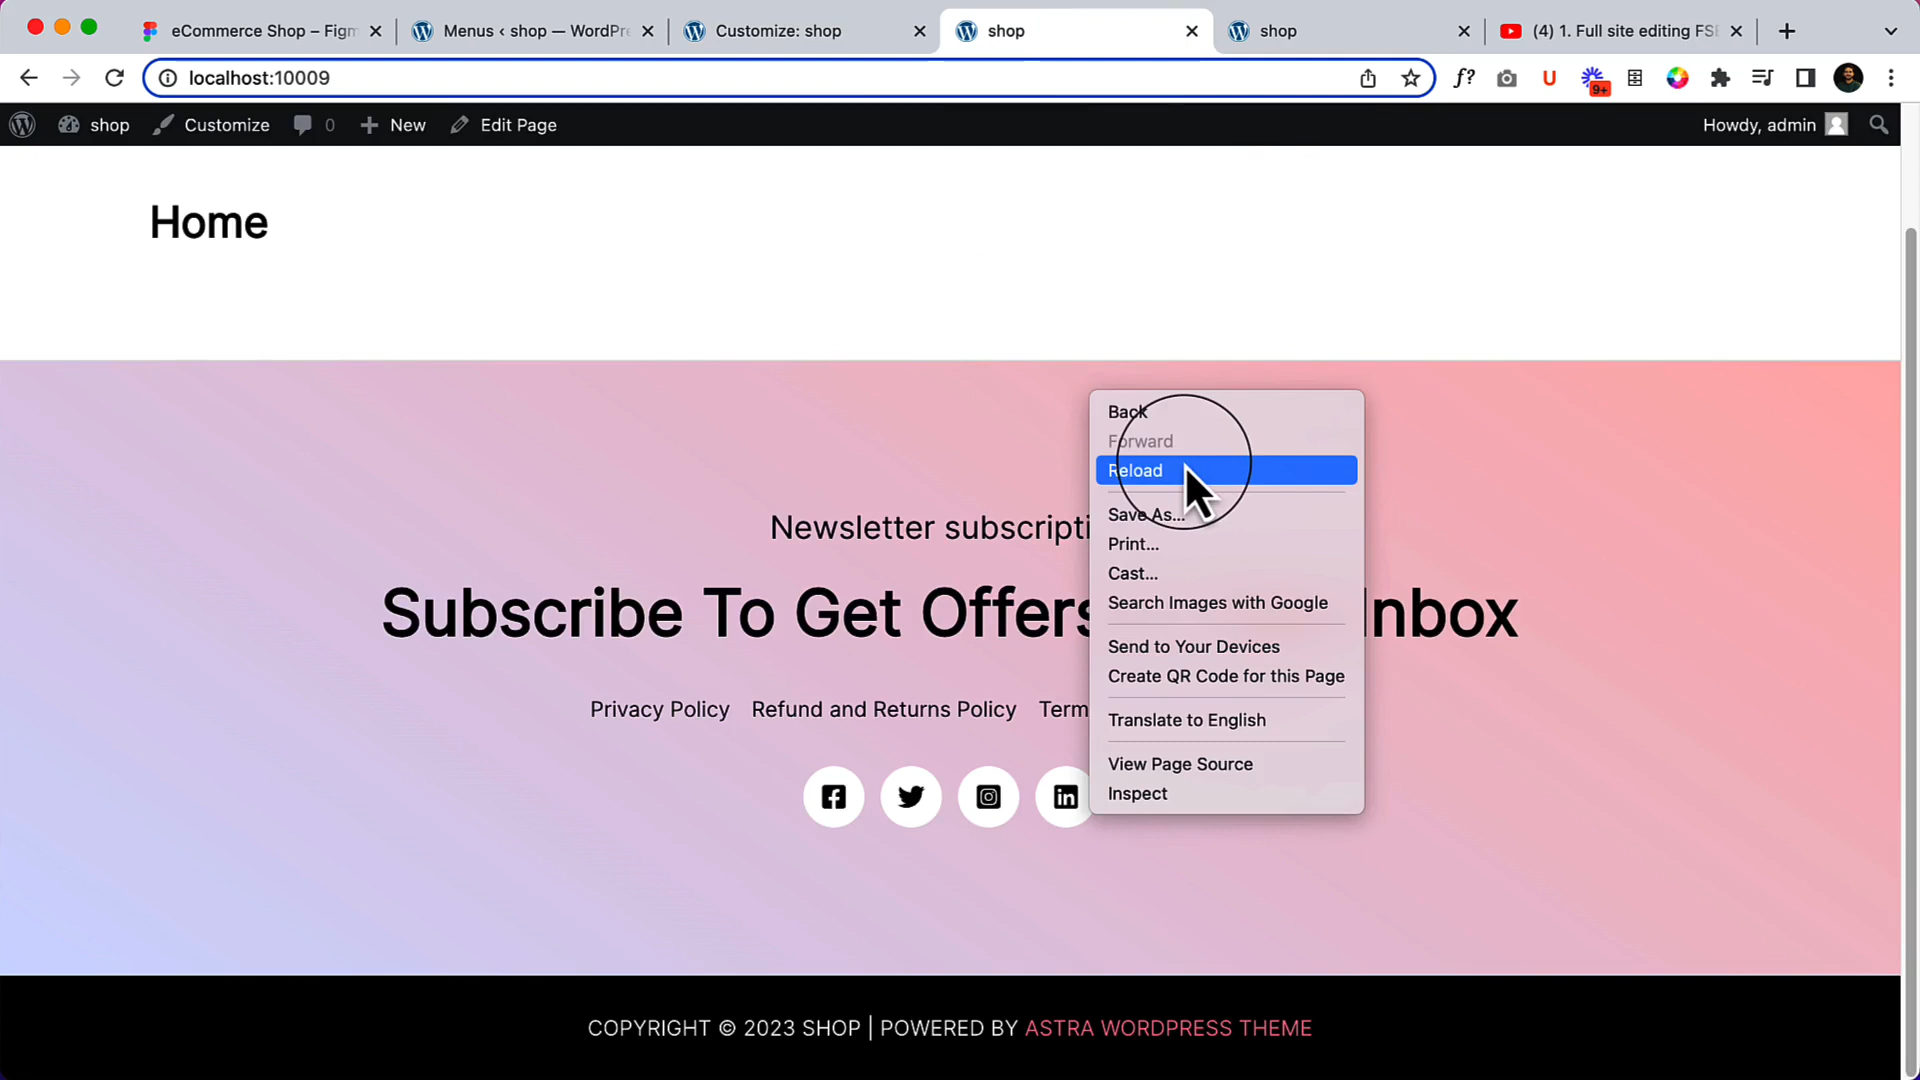 eCommerce Shop – Figm
Menus ‹ shop — WordPre
Customize: shop
shop
shop
(4) 1. Full site editing FSE
localhost:10009
f?
U
9+
shop
Customize
0
New
Edit Page
Howdy, admin
Home
Back
Forward
Reload
Save As...
Print...
Cast...
Search Images with Google
Send to Your Devices
Create QR Code for this Page
Translate to English
View Page Source
Inspect
Newsletter subscripti
Subscribe To Get Offers Inbox
Privacy Policy Refund and Returns Policy Term
COPYRIGHT © 2023 SHOP | POWERED BY ASTRA WORDPRESS THEME